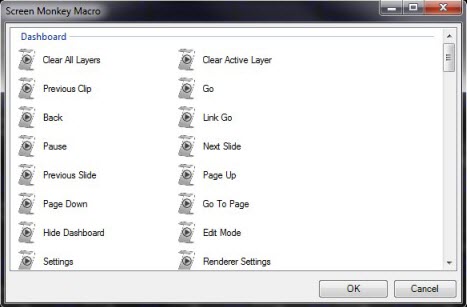 Screen Monkey Macro
Dashboard
Clear All Layers
Clear Active Layer
Previous Clip
Go
Back
Link Go
Pause
Next Slide
Previous Slide
Page Up
Page Down
Go To Page
Hide Dashboard
Edit Mode
Settings
Renderer Settings
OK
Cancel